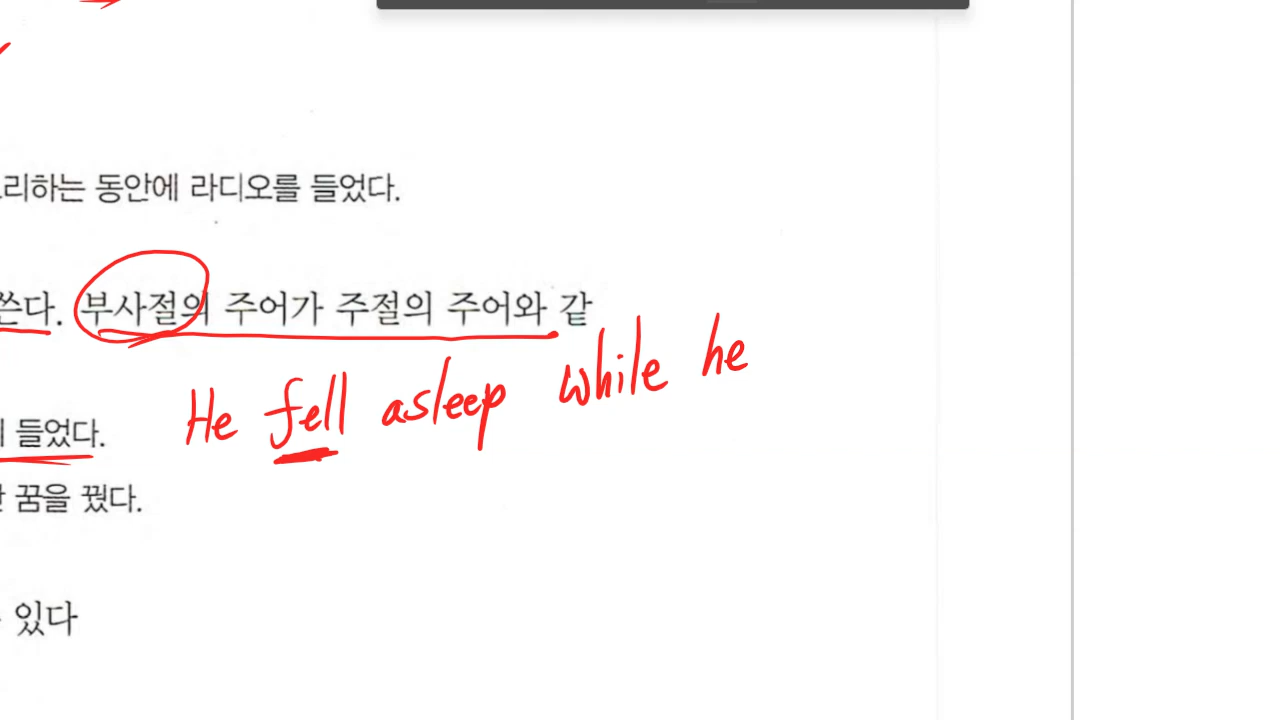 리하는 동안에 라디오를 들었다.
쓴다. 부사절의 주어가 주절의 주어와 같
He fell asleep while he
들었다.
꿈을 꿨다.
있다